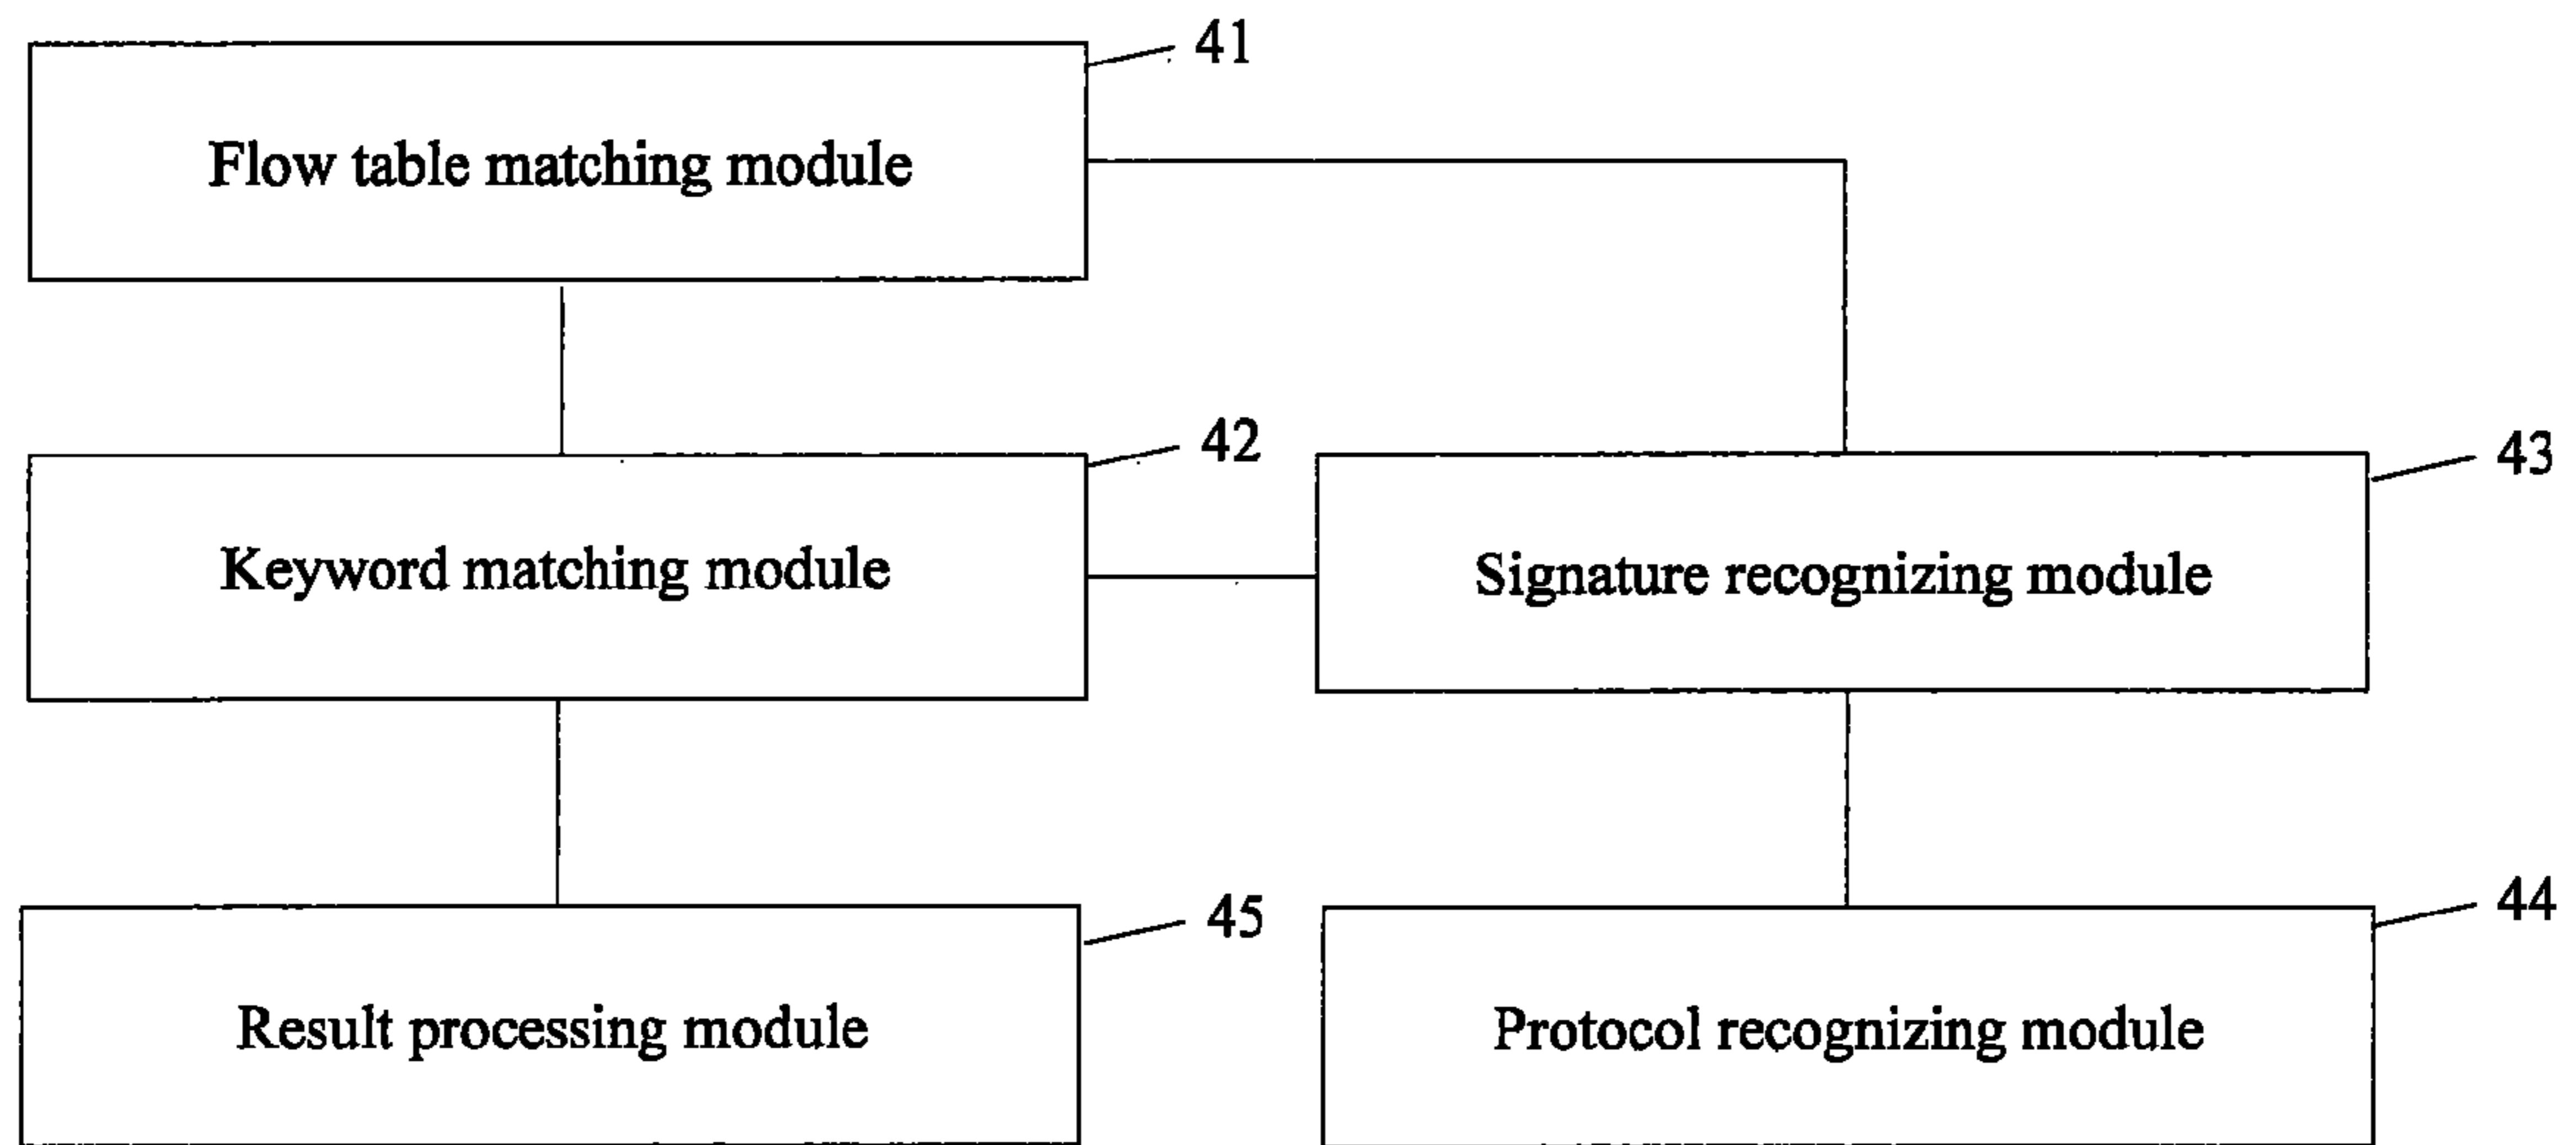 41
Flow table matching module
42
Keyword matching module
43
Signature recognizing module
45
Result processing module
44
Protocol recognizing module